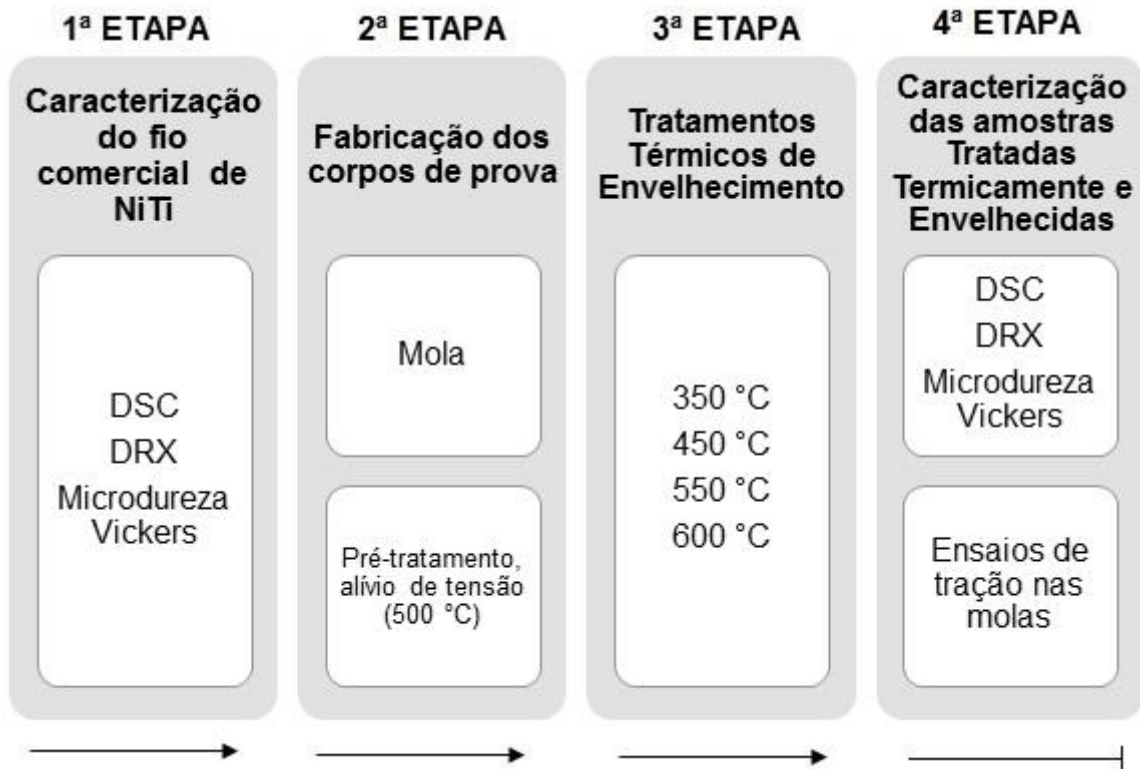 1ª ETAPA
Caracterização
do fio
comercial de
NiTi
DSC
DRX
Microdureza
Vickers
2ª ETAPA
Fabricação dos
corpos de prova
Mola
Pré-tratamento,
alívio de tensão
(500 °C)
3ª ETAPA
Tratamentos
Térmicos de
Envelhecimento
350 °C
450 °C
550 °C
600 °C
4ª ETAPA
Caracterização
das amostras
Tratadas
Termicamente e
Envelhecidas
DSC
DRX
Microdureza
Vickers
Ensaios de
tração nas
molas